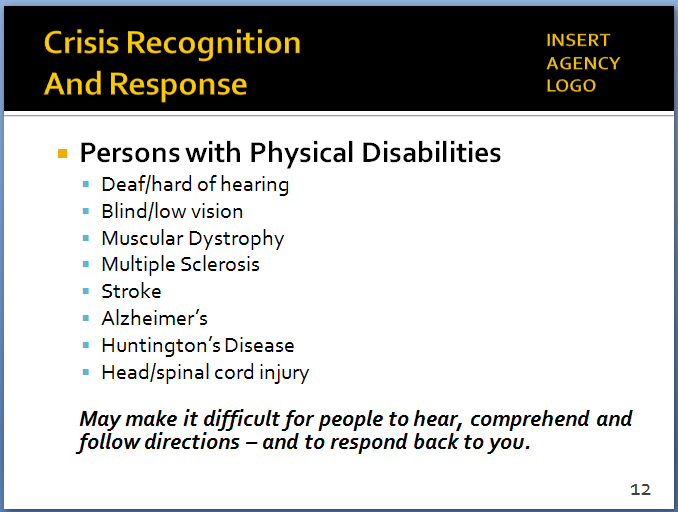 Crisis Recognition
And Response
INSERT
AGENCY
LOGO
Persons with Physical Disabilities
Deaf/hard of hearing
Blind/low vision
Muscular Dystrophy
Multiple Sclerosis
Stroke
Alzheimer’s
Huntington’s Disease
Head/spinal cord injury
May make it difficult for people to hear, comprehend and
follow directions – and to respond back to you.
12